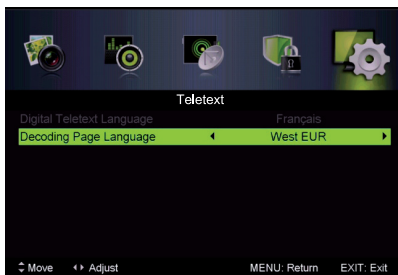 Teletext
Digital Teletext Language Français
Decoding Page Language West EUR
Move Adjust MENU: Return EXIT: Exit